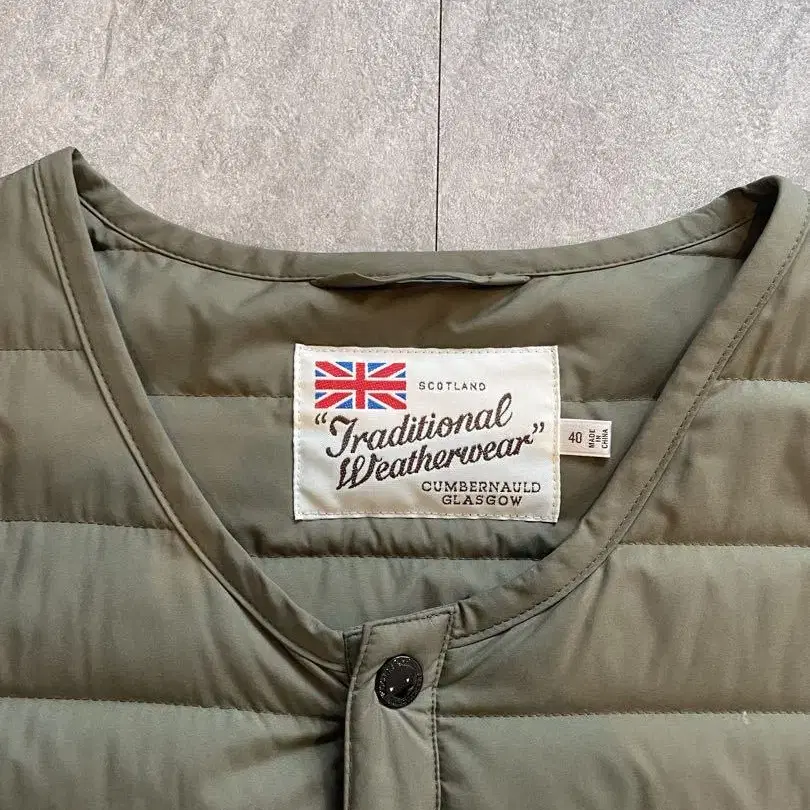 SCOTLAND
"Traditional
Weatherwear"
CUMBERNAULD
GLASGOW
40
MADE
IN
CHINA